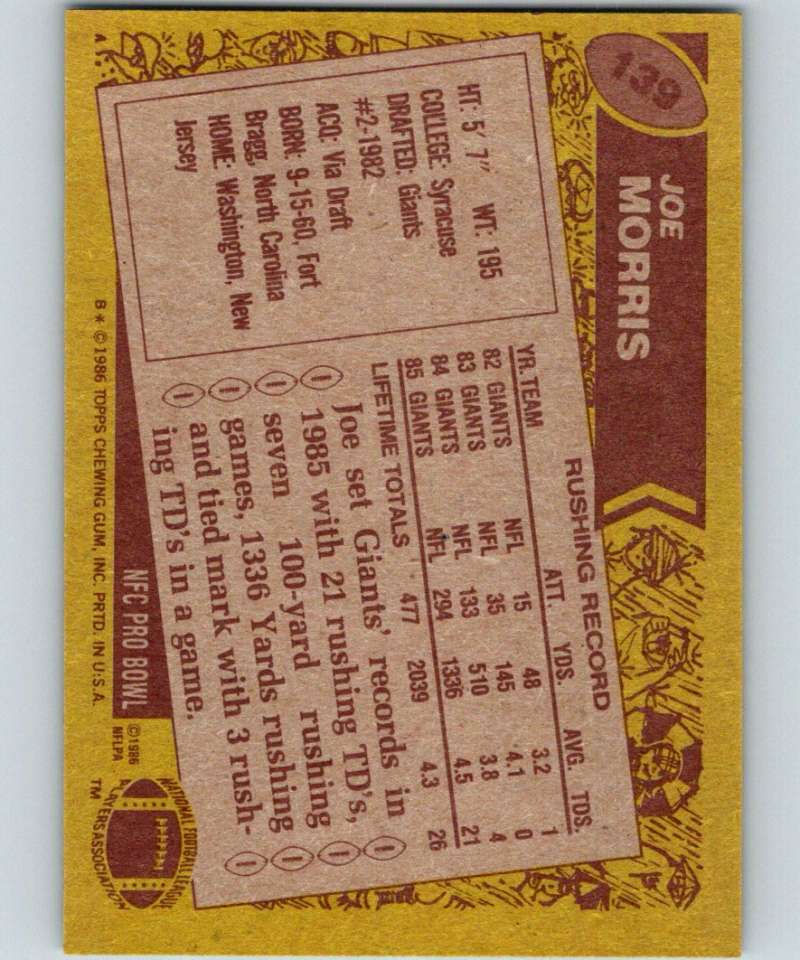 139
JOE
MORRIS
HT: 5' 7" WT: 195
COLLEGE: Syracuse
DRAFTED: Giants
#2-1982
ACQ: Via Draft
BORN: 9-15-60, Fort
Bragg, North Carolina
HOME: Washington, New
Jersey
RUSHING RECORD
YR. TEAM ATT. YDS. AVG. TDS.
82 GIANTS NFL 15 48 3.2 1
83 GIANTS NFL 35 145 4.1 0
84 GIANTS NFL 133 510 3.8 4
85 GIANTS NFL 294 1336 4.5 21
LIFETIME TOTALS 477 2039 4.3 26
Joe set Giants' records in
1985 with 21 rushing TD's,
seven 100-yard rushing
games, 1336 Yards rushing
and tied mark with 3 rush-
ing TD's in a game.
NFC PRO BOWL
B * © 1986 TOPPS CHEWING GUM, INC. PRTD. IN U.S.A.
© 1986
NFLPA
NATIONAL FOOTBALL LEAGUE
PLAYERS ASSOCIATION
TM